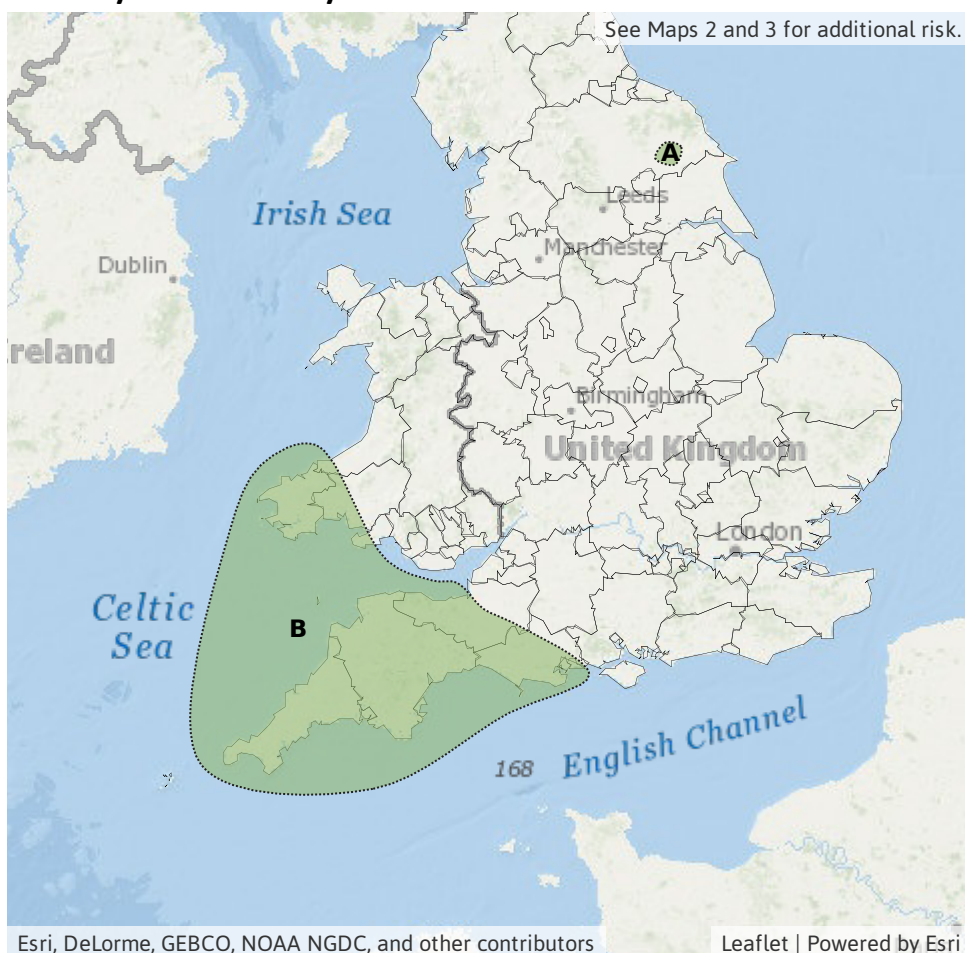 See Maps 2 and 3 for additional risk.
A
Leeds
Irish Sea
Manchester
Dublin
reland
Birmingham
United Kingdom
London
Celtic
Sea
B
English Channel
168
Esri, DeLorme, GEBCO, NOAA NGDC, and other contributors
Leaflet | Powered by Esri